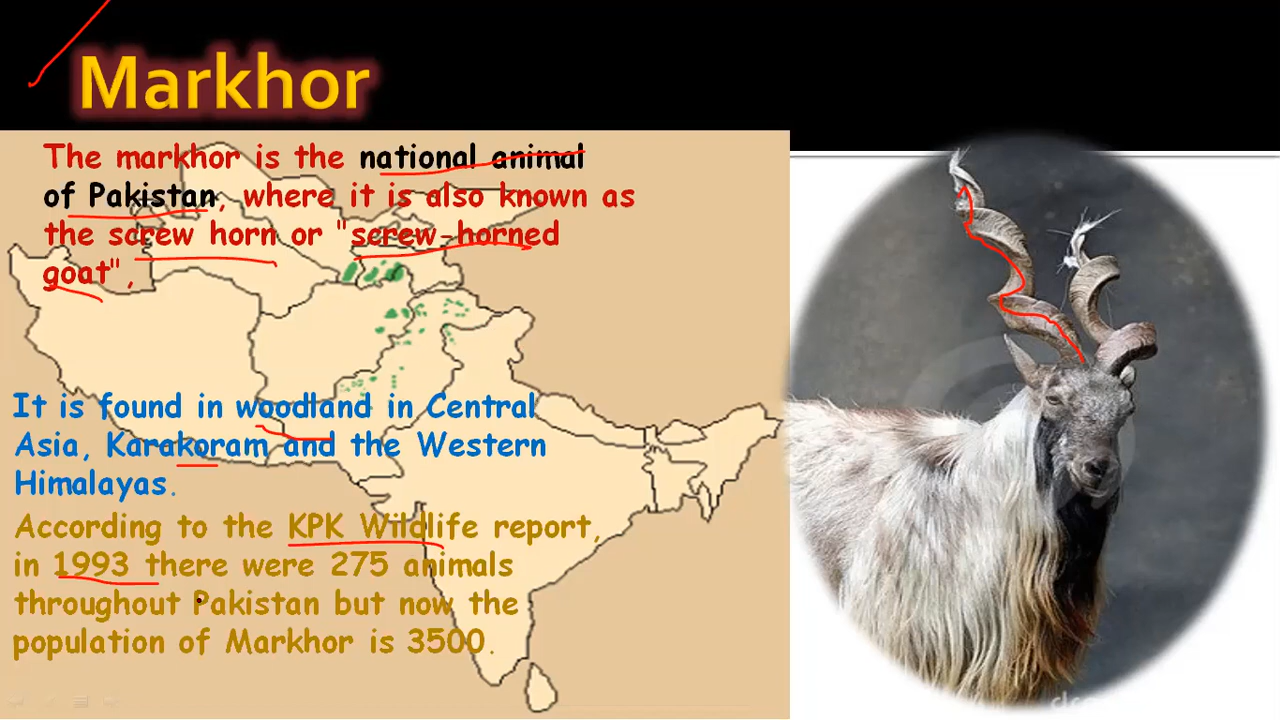 Markhor
The markhor is the national animal
of Pakistan, where it is also known as
the screw horn or "screw-horned
goat",
It is found in woodland in Central
Asia, Karakoram and the Western
Himalayas.
According to the KPK Wildlife report,
in 1993 there were 275 animals
throughout Pakistan but now the
population of Markhor is 3500.